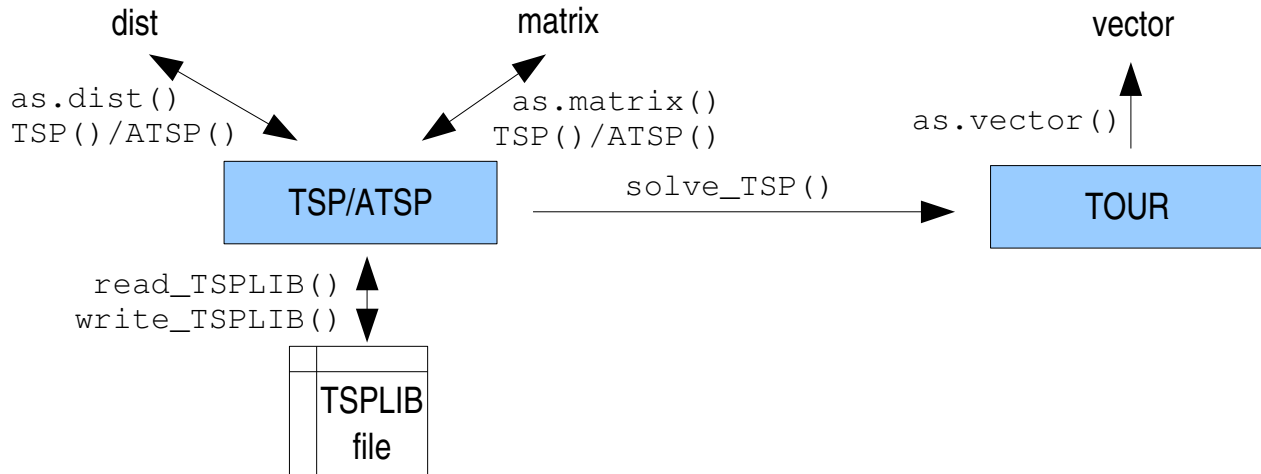 dist
matrix
vector
as.dist()
TSP()/ATSP()
as.matrix()
TSP()/ATSP()
as.vector()
TSP/ATSP
solve_TSP()
TOUR
read_TSPLIB()
write_TSPLIB()
TSPLIB
file